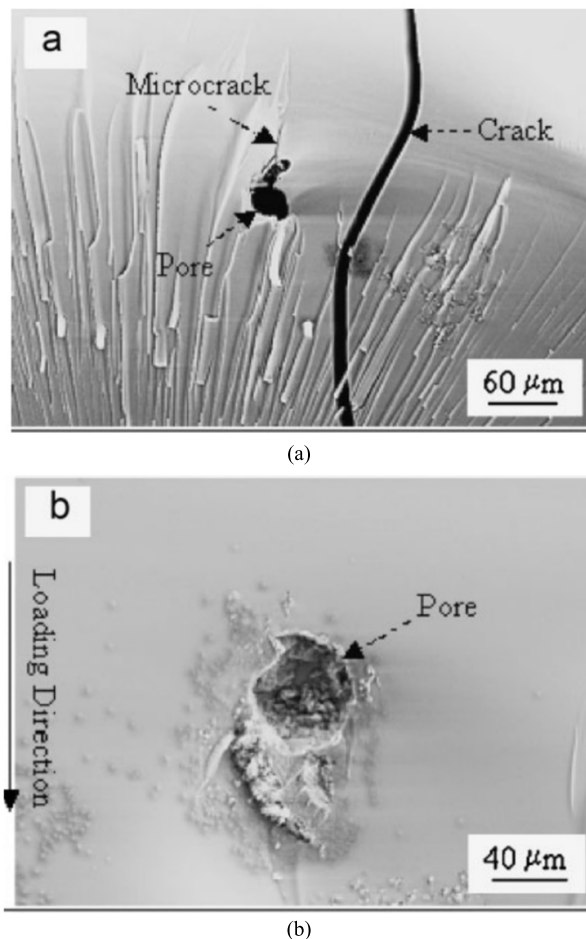 a
Microcrack
Crack
Pore
60 μm
(a)
b
Loading Direction
Pore
40 μm
(b)